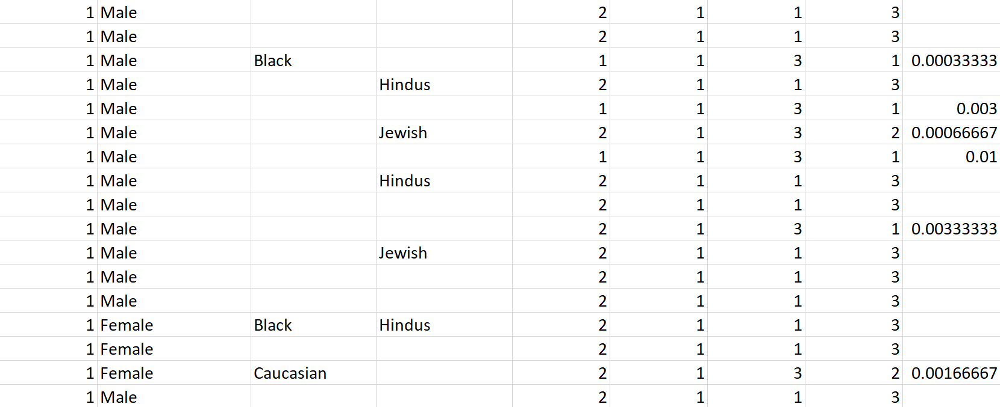 1 Male 2 1 1 3
1 Male 2 1 1 3
1 Male Black 1 1 3 1 0.00033333
1 Male Hindus 2 1 1 3
1 Male 1 1 3 1 0.003
1 Male Jewish 2 1 3 2 0.00066667
1 Male 1 1 3 1 0.01
1 Male Hindus 2 1 1 3
1 Male 2 1 1 3
1 Male 2 1 3 1 0.00333333
1 Male Jewish 2 1 1 3
1 Male 2 1 1 3
1 Male 2 1 1 3
1 Female Black Hindus 2 1 1 3
1 Female 2 1 1 3
1 Female Caucasian 2 1 3 2 0.00166667
1 Male 2 1 1 3